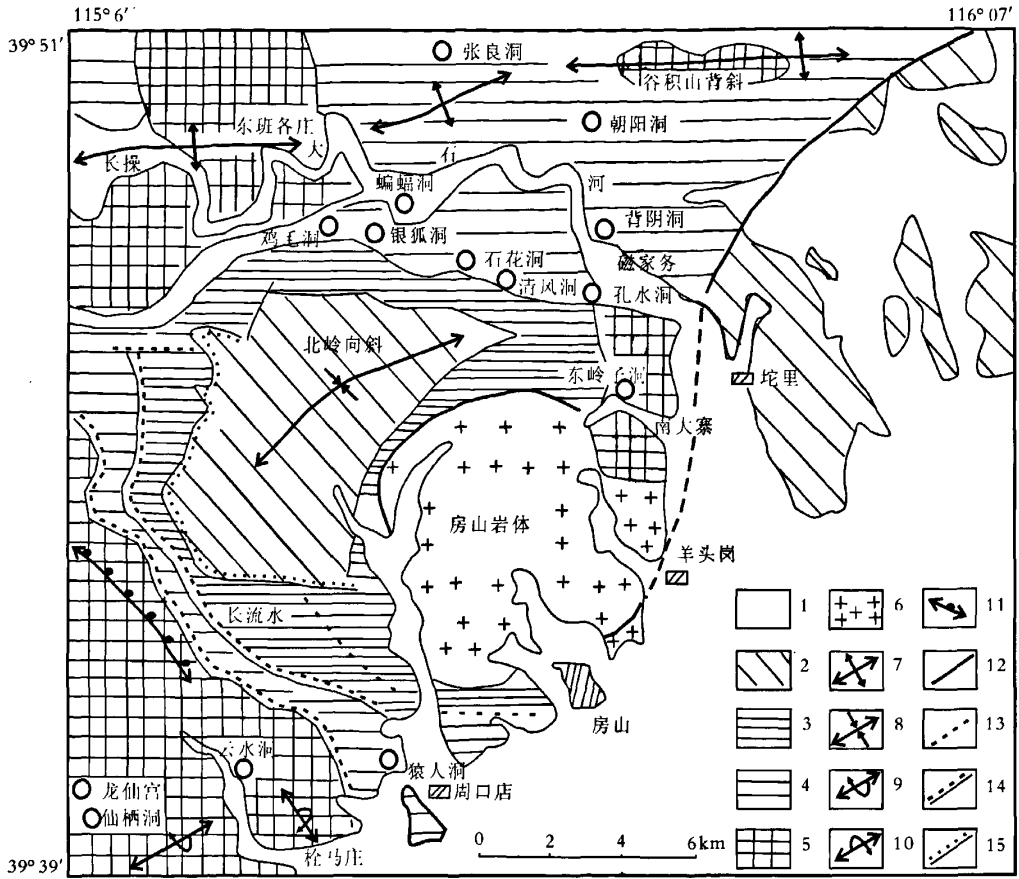 115° 6′
116° 07′
39° 51′
张良洞
谷积山背斜
朝阳洞
东班各庄
大
石
河
长操
蝙蝠洞
鸡毛洞
银狐洞
背阴洞
石花洞
磁家务
清风洞
孔水洞
北岭向斜
坨里
南大寨
房山岩体
羊头岗
长流水
房山
云水洞
猿人洞
周口店
龙仙宫
仙栖洞
栓马庄
39° 39′
0 2 4 6km
1 6 11
2 7 12
3 8 13
4 9 14
5 10 15